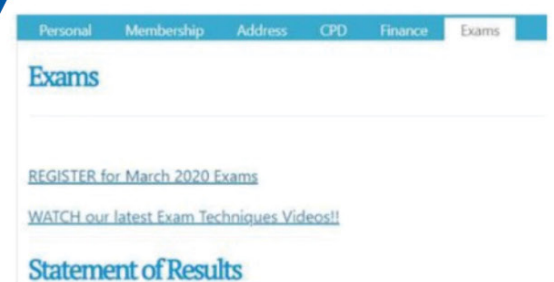 Personal Membership Address CPD Finance Exams
Exams
REGISTER for March 2020 Exams
WATCH our latest Exam Techniques Videos!!
Statement of Results